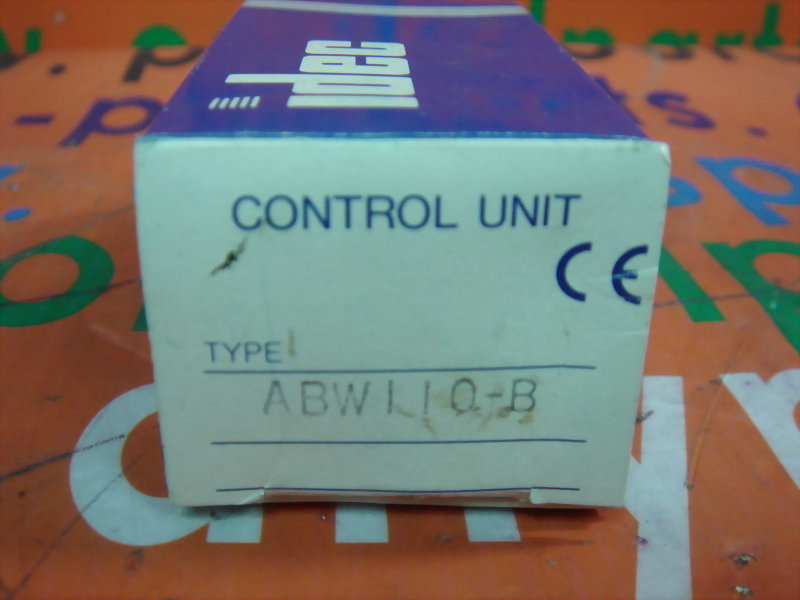 idec
CONTROL UNIT
CE
TYPE
ABW110-B